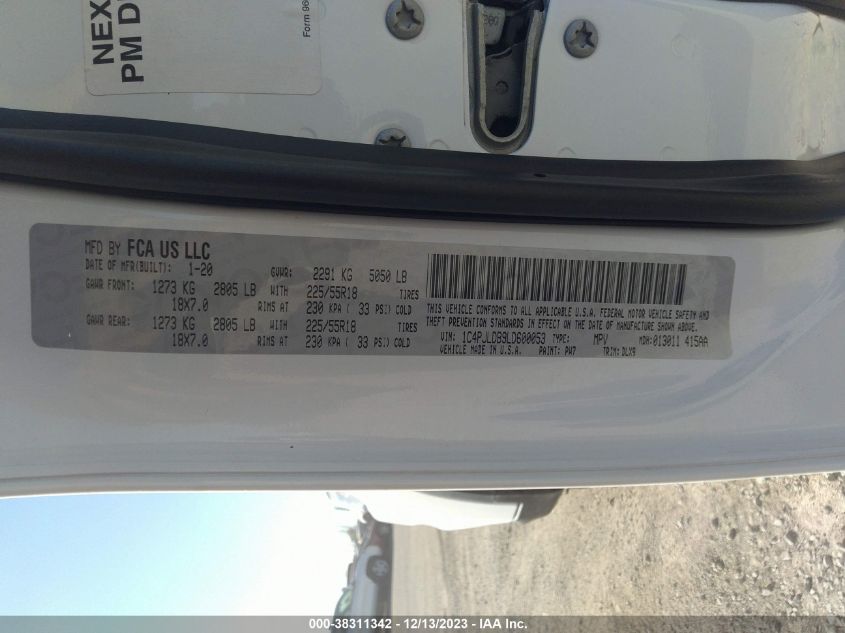 NEX
PM D
Form 96
MFD BY FCA US LLC
DATE OF MFR(BUILT): 1-20 GVWR: 2291 KG 5050 LB
GAWR FRONT: 1273 KG 2805 LB WITH 225/55R18 TIRES
18X7.0 RIMS AT 230 KPA ( 33 PSI) COLD
GAWR REAR: 1273 KG 2805 LB WITH 225/55R18 TIRES
18X7.0 RIMS AT 230 KPA ( 33 PSI) COLD
THIS VEHICLE CONFORMS TO ALL APPLICABLE U.S.A. FEDERAL MOTOR VEHICLE SAFETY AND
THEFT PREVENTION STANDARDS IN EFFECT ON THE DATE OF MANUFACTURE SHOWN ABOVE.
VIN: 1C4PJLDB9LD600053 TYPE: MPV MDH: 013011 415AA
VEHICLE MADE IN U.S.A. PAINT: PW7 TRIM: DLX9
000-38311342 - 12/13/2023 - IAA Inc.